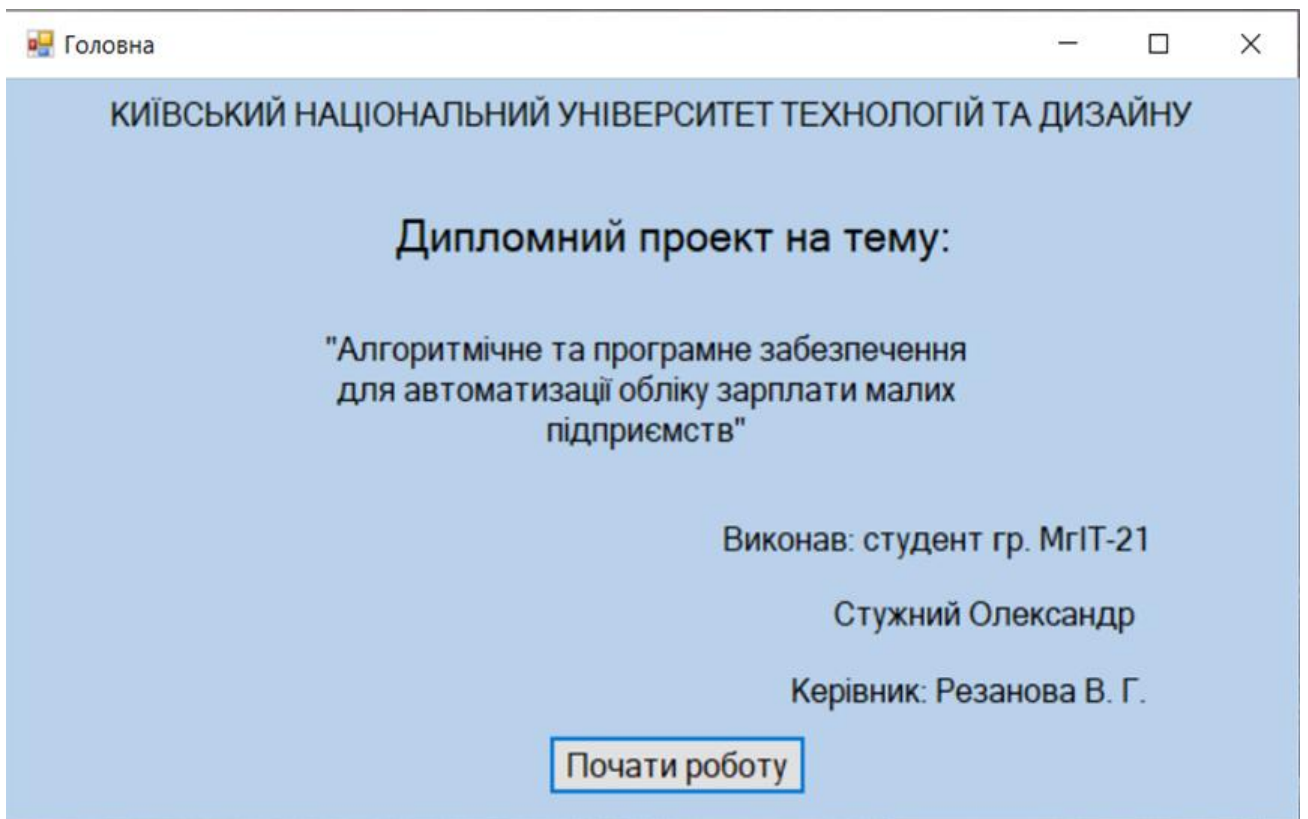 Головна
КИЇВСЬКИЙ НАЦІОНАЛЬНИЙ УНІВЕРСИТЕТ ТЕХНОЛОГІЙ ТА ДИЗАЙНУ
Дипломний проект на тему:
"Алгоритмічне та програмне забезпечення
для автоматизації обліку зарплати малих
підприємств"
Виконав: студент гр. МгІТ-21
Стужний Олександр
Керівник: Резанова В. Г.
Почати роботу